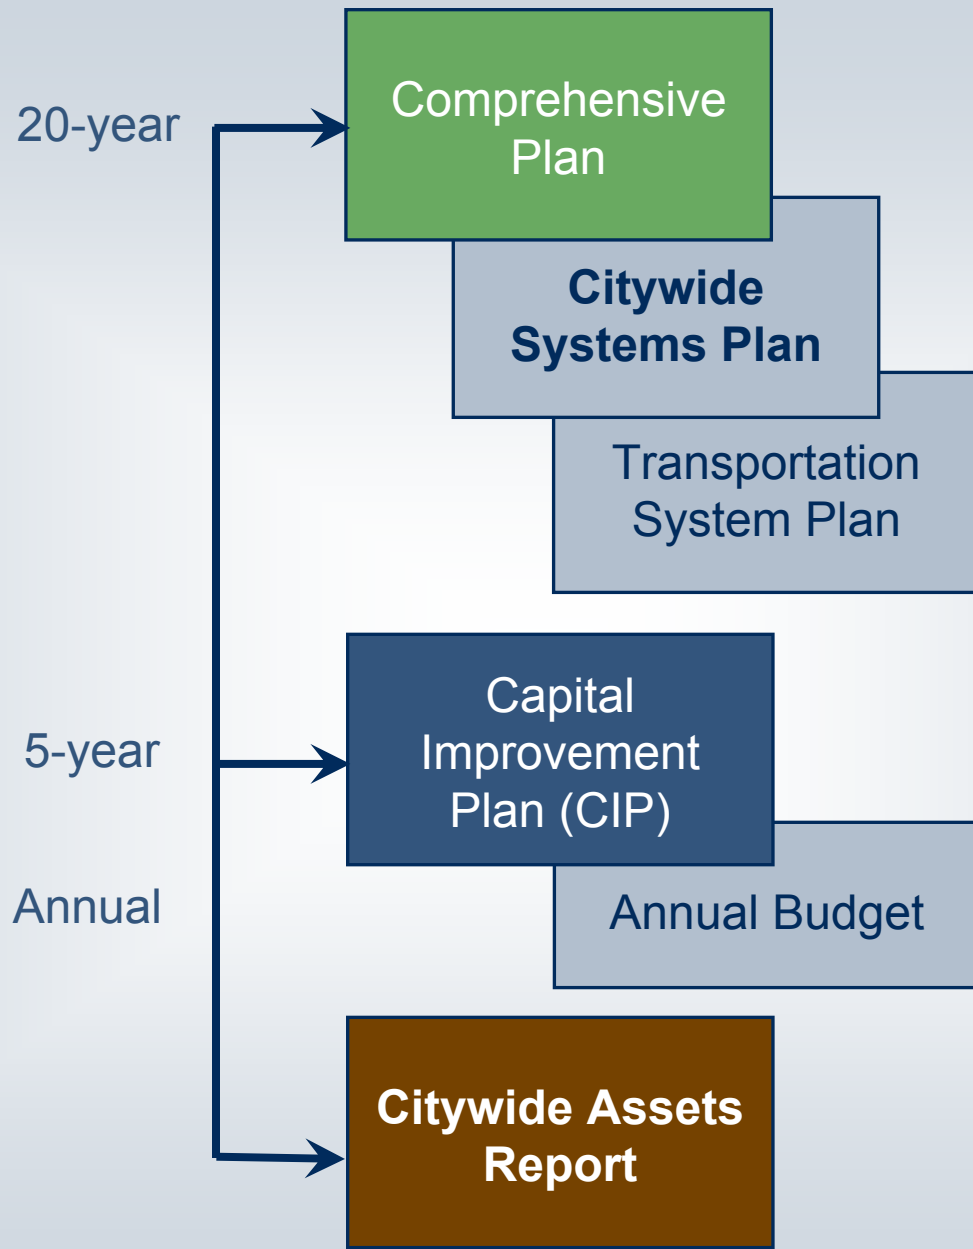 20-year
Comprehensive
Plan
Citywide
Systems Plan
Transportation
System Plan
5-year
Capital
Improvement
Plan (CIP)
Annual
Annual Budget
Citywide Assets
Report